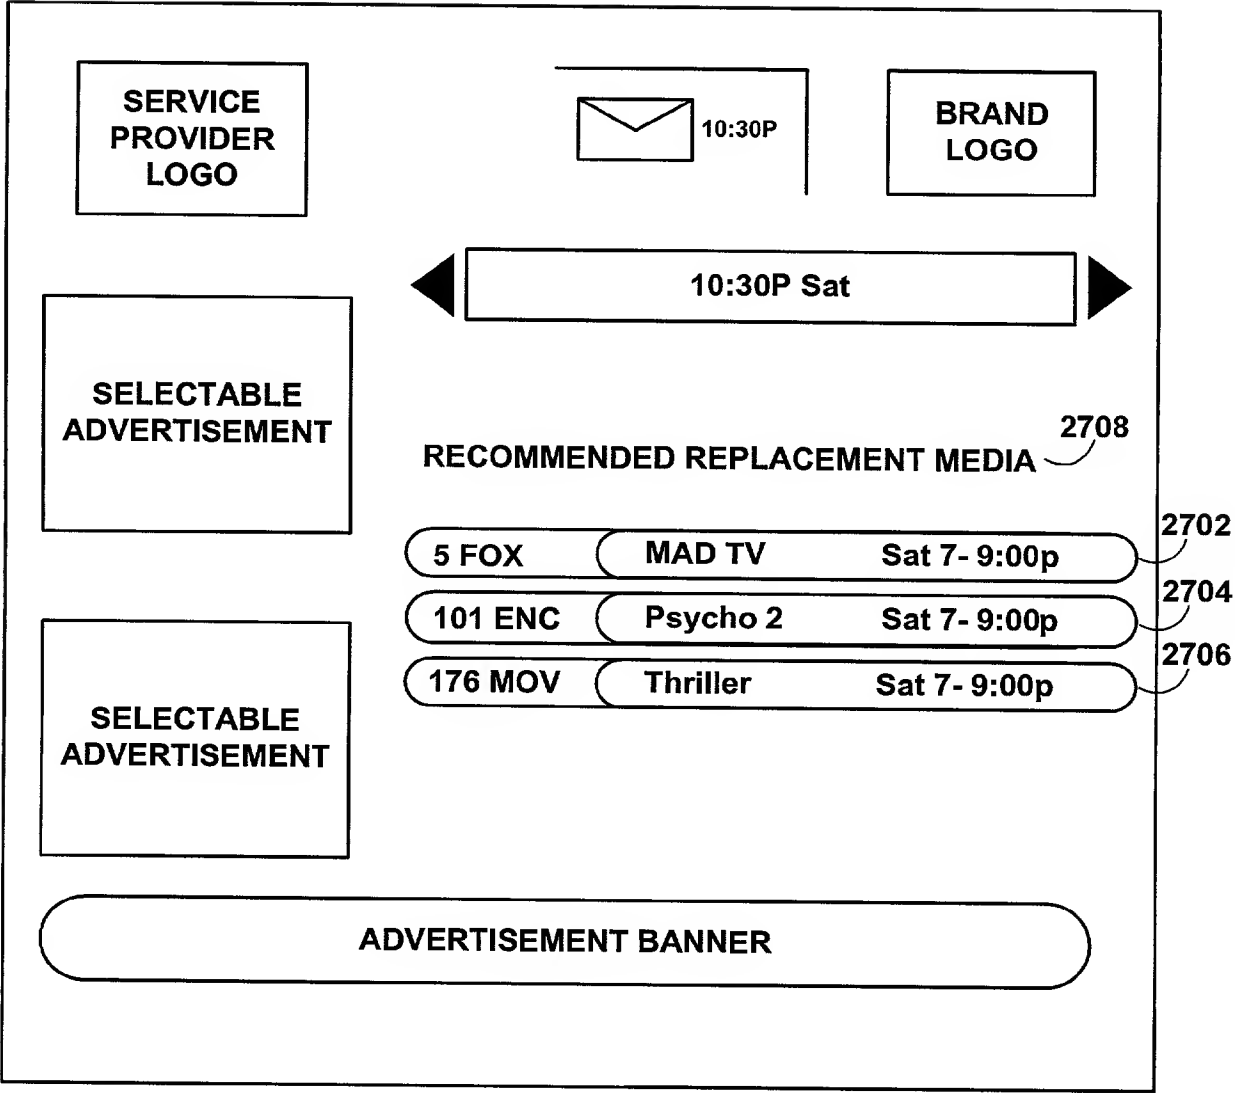 SERVICE
PROVIDER
LOGO
10:30P
BRAND
LOGO
10:30P Sat
SELECTABLE
ADVERTISEMENT
2708
RECOMMENDED REPLACEMENT MEDIA
2702
5 FOX MAD TV Sat 7- 9:00p
2704
101 ENC Psycho 2 Sat 7- 9:00p
2706
176 MOV Thriller Sat 7- 9:00p
SELECTABLE
ADVERTISEMENT
ADVERTISEMENT BANNER